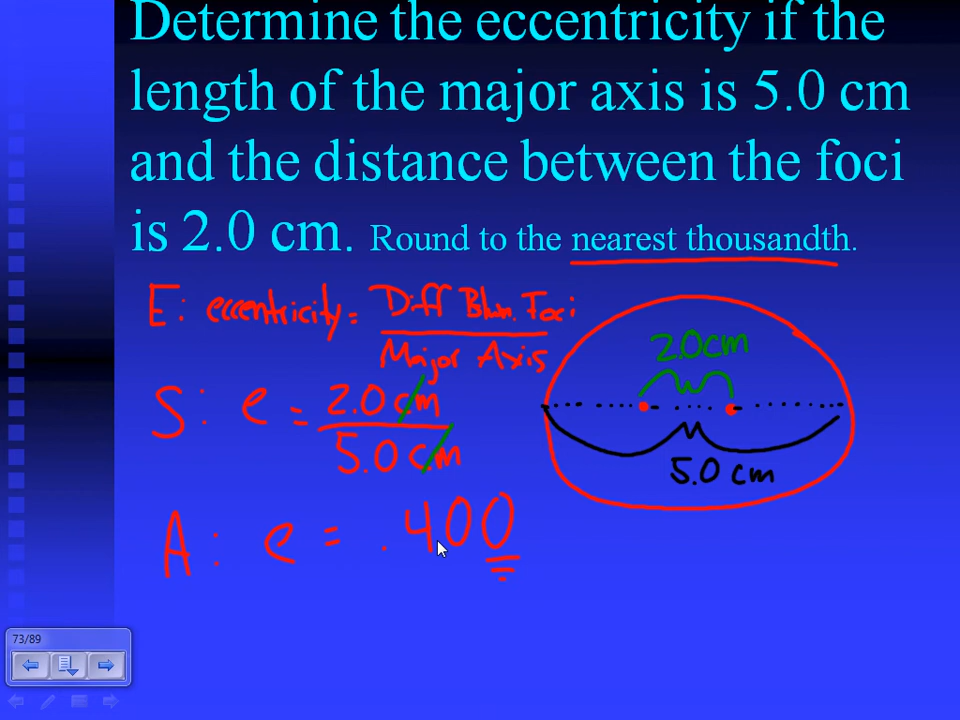 Determine the eccentricity if the
length of the major axis is 5.0 cm
and the distance between the foci
is 2.0 cm. Round to the nearest thousandth.
E: eccentricity = Diff Btwn. Foci
Major Axis
2.0cm
S: e = 2.0 cm
5.0 cm
5.0 cm
A: e = .400
73/89